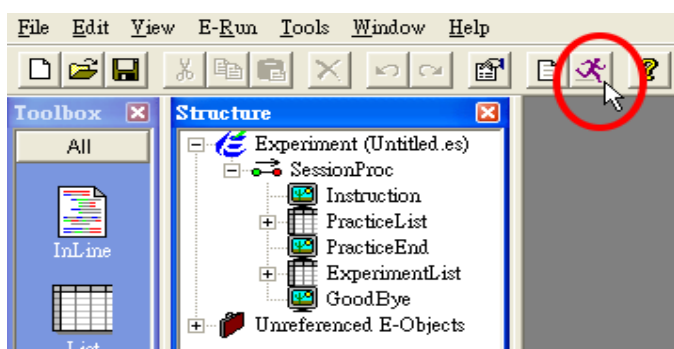 File Edit View E-Run Tools Window Help
Toolbox
Structure
All
Experiment (Untitled.es)
SessionProc
Instruction
InLine
PracticeList
PracticeEnd
ExperimentList
GoodBye
Unreferenced E-Objects
List